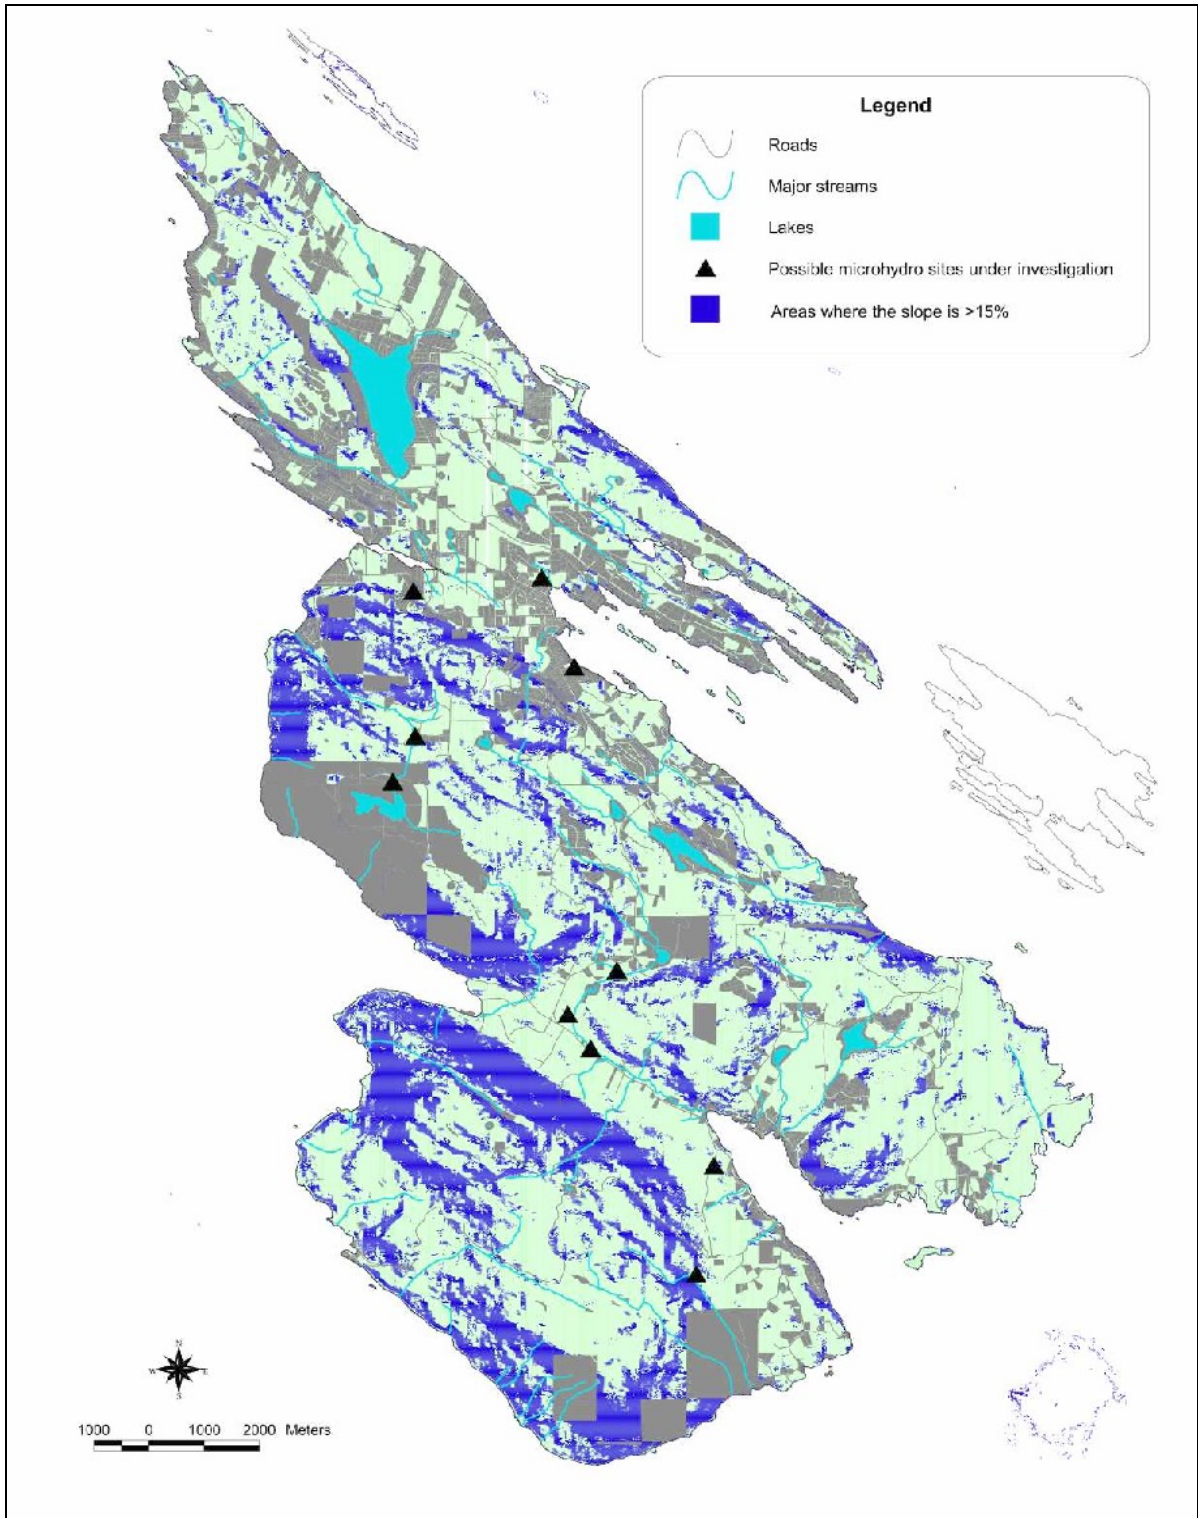 Legend
Roads
Major streams
Lakes
Possible microhydro sites under investigation
Areas where the slope is >15%
N
W E
S
1000 0 1000 2000 Meters